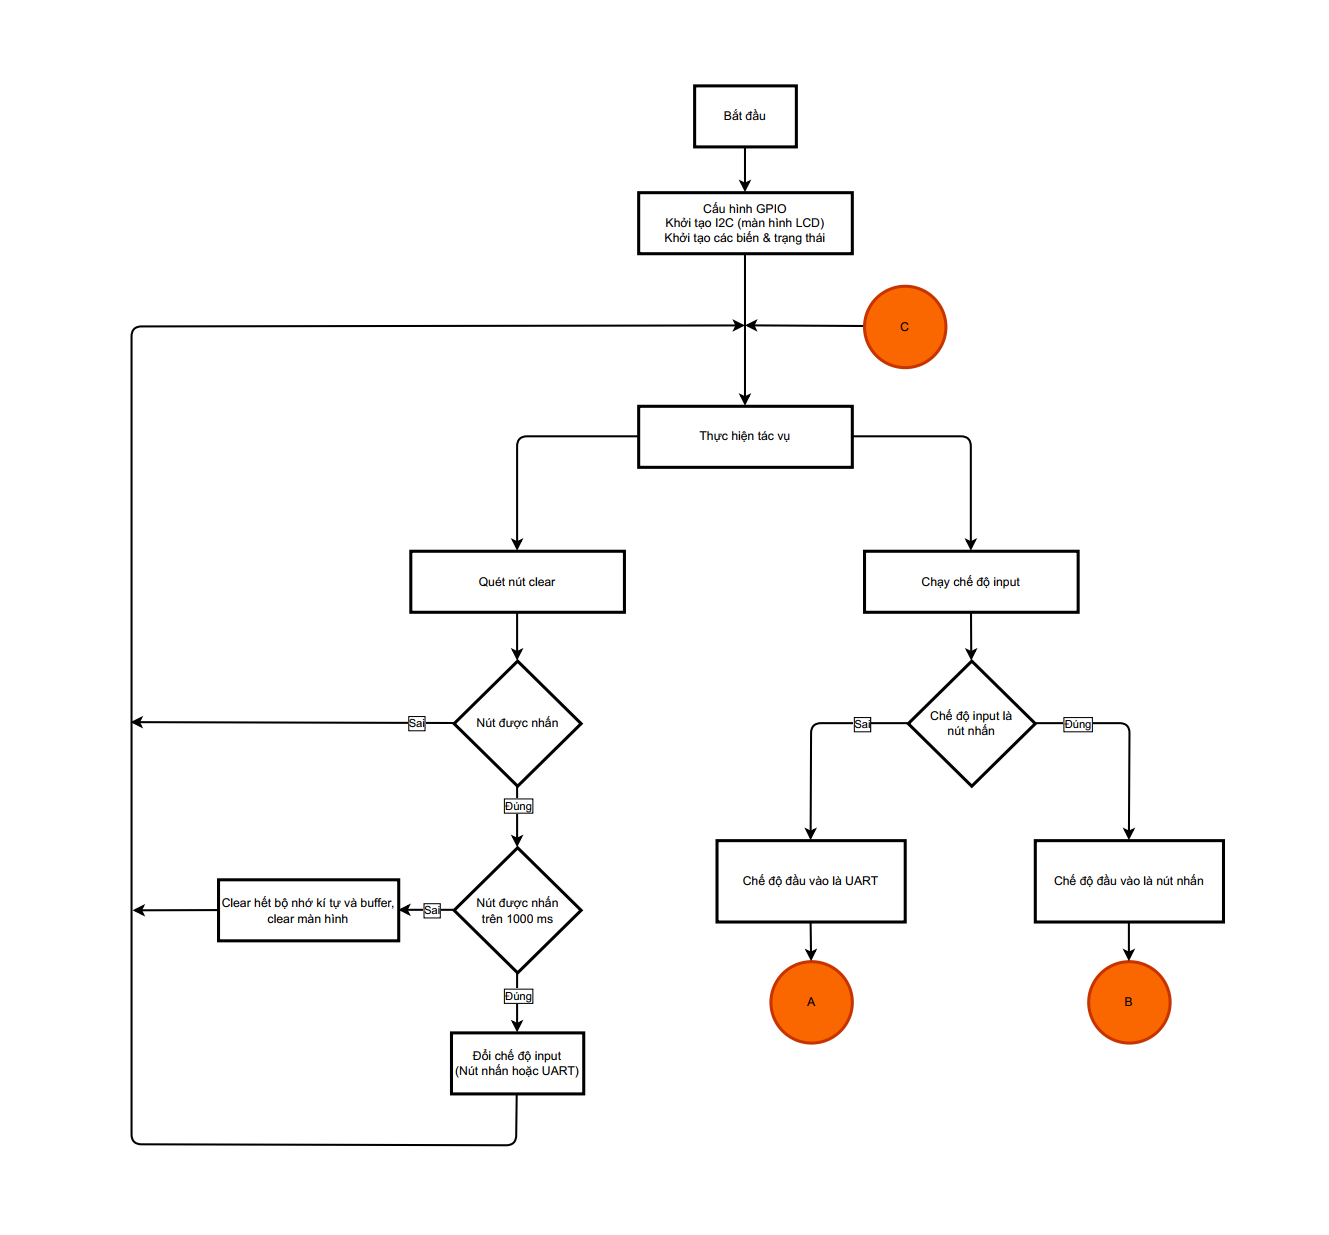 Bắt đầu
Cấu hình GPIO
Khởi tạo I2C (màn hình LCD)
Khởi tạo các biến & trạng thái
C
Thực hiện tác vụ
Quét nút clear
Chạy chế độ input
Nút được nhấn
Sai
Đúng
Chế độ input là
nút nhấn
Sai
Đúng
Nút được nhấn
trên 1000 ms
Sai
Đúng
Clear hết bộ nhớ kí tự và buffer,
clear màn hình
Chế độ đầu vào là UART
Chế độ đầu vào là nút nhấn
A
B
Đổi chế độ input
(Nút nhấn hoặc UART)